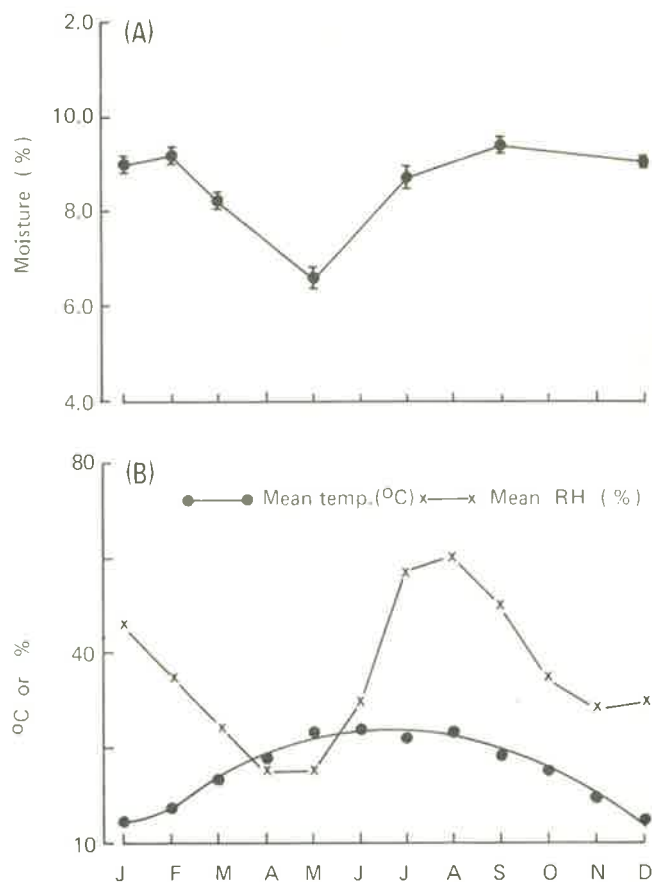 2.0
(A)
10.0
8.0
6.0
4.0
Moisture (%)
80
(B)
Mean temp.(°C) x—x Mean RH (%)
40
10
°C or %
J F M A M J J A S O N D